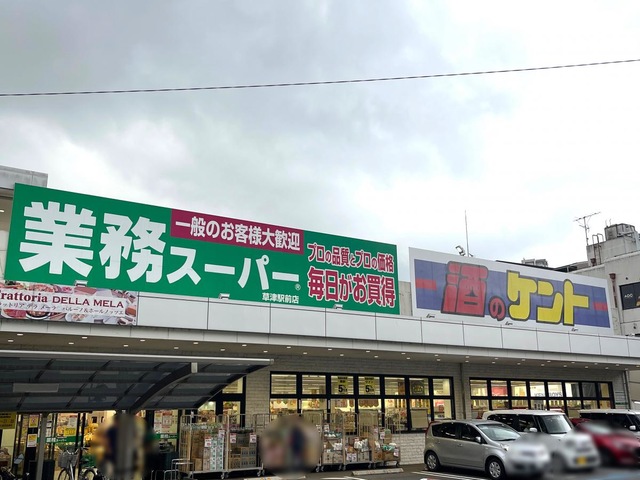 業務スーパー®
一般のお客様大歓迎
プロの品質とプロの価格
毎日がお買得
草津駅前店
酒のケント
Trattoria DELLA MELA